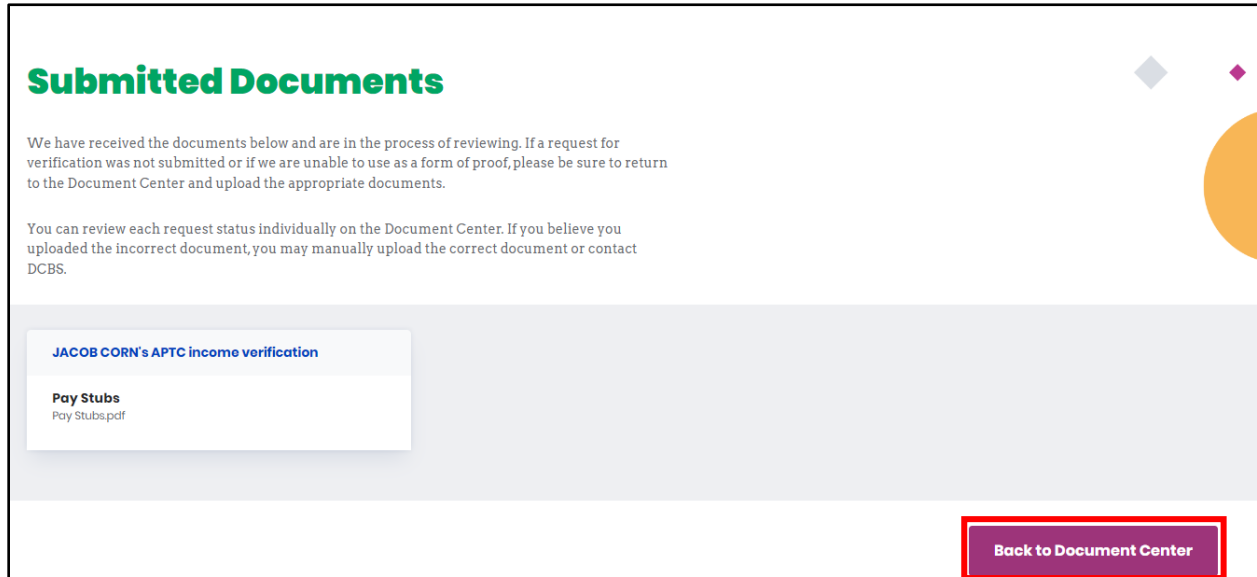 Submitted Documents
We have received the documents below and are in the process of reviewing. If a request for
verification was not submitted or if we are unable to use as a form of proof, please be sure to return
to the Document Center and upload the appropriate documents.
You can review each request status individually on the Document Center. If you believe you
uploaded the incorrect document, you may manually upload the correct document or contact
DCBS.
JACOB CORN's APTC income verification
Pay Stubs
Pay Stubs.pdf
Back to Document Center